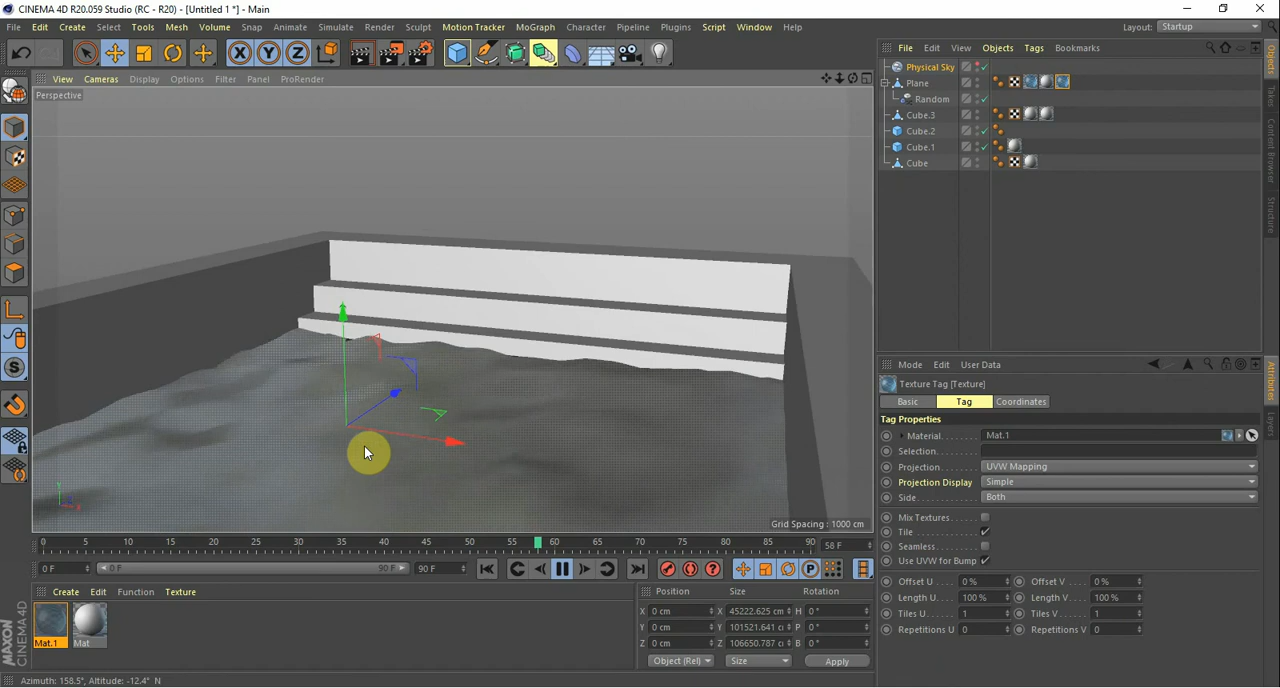 CINEMA 4D R20.059 Studio (RC - R20) - [Untitled 1 *] - Main
File Edit Create Select Tools Mesh Volume Snap Animate Simulate Render Sculpt Motion Tracker MoGraph Character Pipeline Plugins Script Window Help Layout: Startup
File Edit View Objects Tags Bookmarks
X Y Z
View Cameras Display Options Filter Panel ProRender
Perspective
Physical Sky
Plane
Random
Cube.3
Cube.2
Cube.1
Cube
Objects
Takes
Content Browser
Structure
Mode Edit User Data
Texture Tag [Texture]
Basic Tag Coordinates
Tag Properties
Material Mat.1
Selection
Projection UVW Mapping
Projection Display Simple
Side Both
Mix Textures
Tile
Seamless
Use UVW for Bump
Offset U 0 % Offset V 0 %
Length U 100 % Length V 100 %
Tiles U 1 Tiles V 1
Repetitions U 0 Repetitions V 0
Attributes
Layers
Y
X
S
Grid Spacing : 1000 cm
0 5 10 15 20 25 30 35 40 45 50 55 60 65 70 75 80 85 90 58 F
0 F 0 F 90 F 90 F
P
Create Edit Function Texture
Mat.1 Mat
Position Size Rotation
X 0 cm X 45222.625 cm H 0 °
Y 0 cm Y 101521.641 c P 0 °
Z 0 cm Z 106650.787 c B 0 °
Object (Rel) Size Apply
MAXON
CINEMA 4D
Azimuth: 158.5°, Altitude: -12.4° N